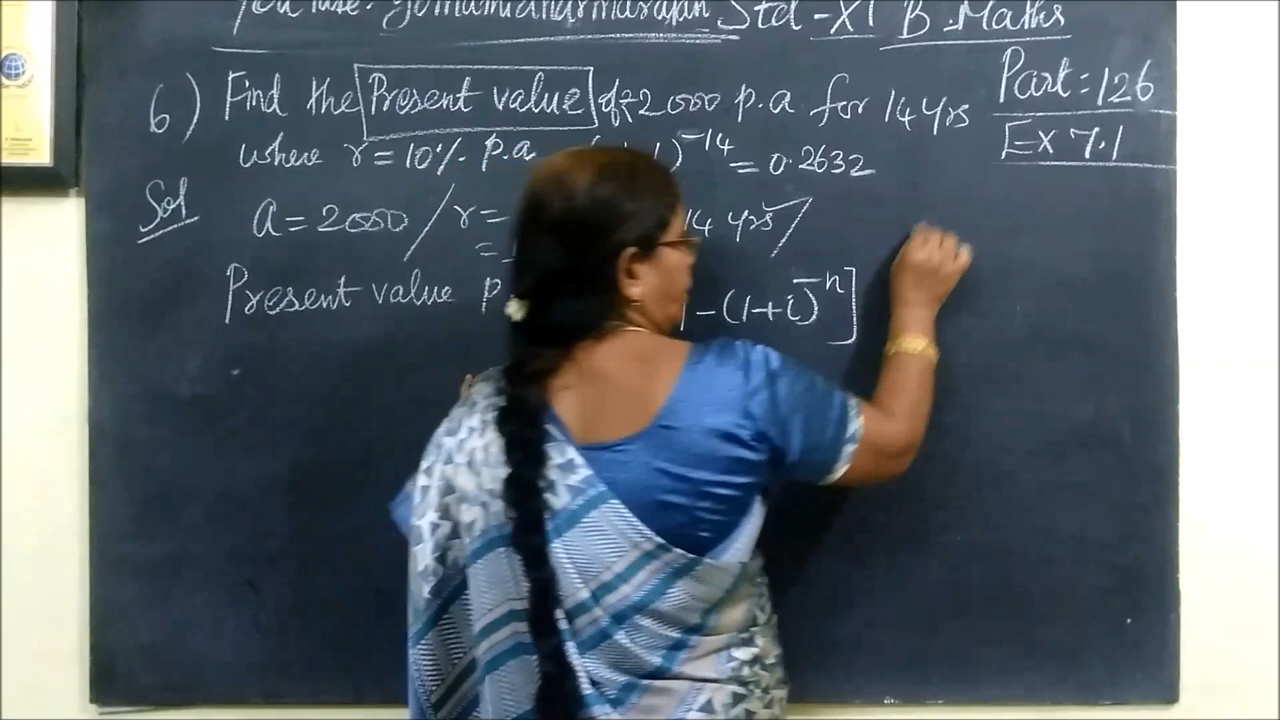 Std - XI B.Maths
Part : 126
Ex 7.1
6) Find the Present value of ₹2000 p.a for 14 yrs
where r = 10% p.a )^-14 = 0.2632
Sol
a = 2000 / r = 14 yrs /
=
Present value p - (1+i)^-n]